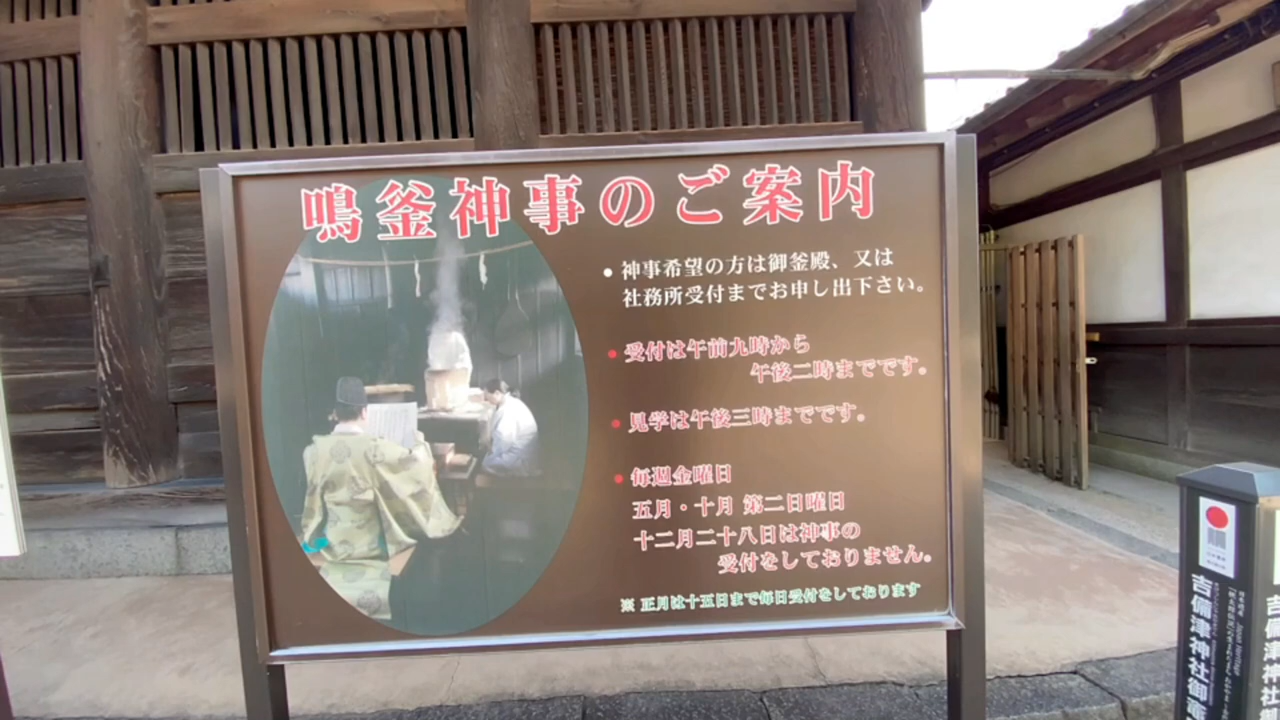 鳴釜神事のご案内
● 神事希望の方は御釜殿、又は
社務所受付までお申し出下さい。
● 受付は午前九時から
午後二時までです。
● 見学は午後三時までです。
● 毎週金曜日
五月・十月 第二日曜日
十二月二十八日は神事の
受付をしておりません。
※ 正月は十五日まで毎日受付をしております
吉備津神社御釜
吉備津神社